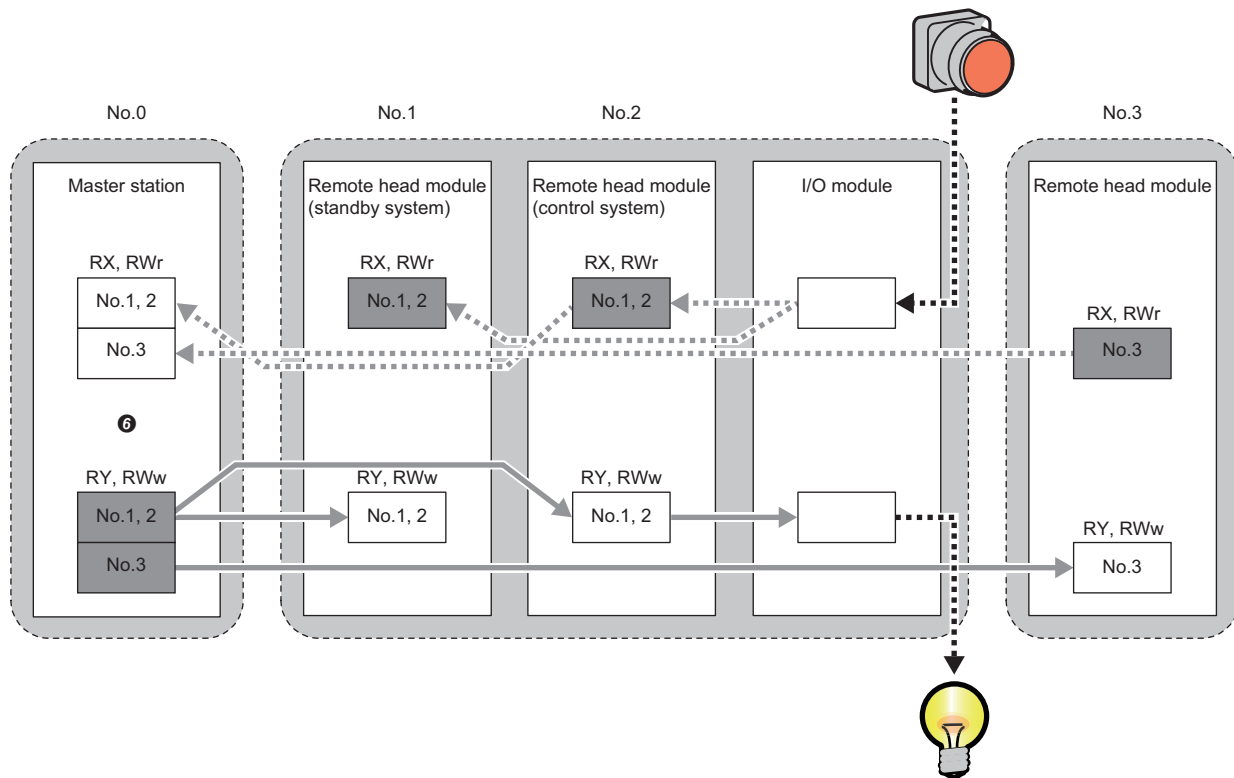 No.0
No.1
No.2
No.3
Master station
Remote head module
(standby system)
Remote head module
(control system)
I/O module
Remote head module
RX, RWr
RX, RWr
RX, RWr
No.1, 2
No.1, 2
No.1, 2
RX, RWr
No.3
No.3
6
RY, RWw
RY, RWw
RY, RWw
No.1, 2
No.1, 2
No.1, 2
RY, RWw
No.3
No.3